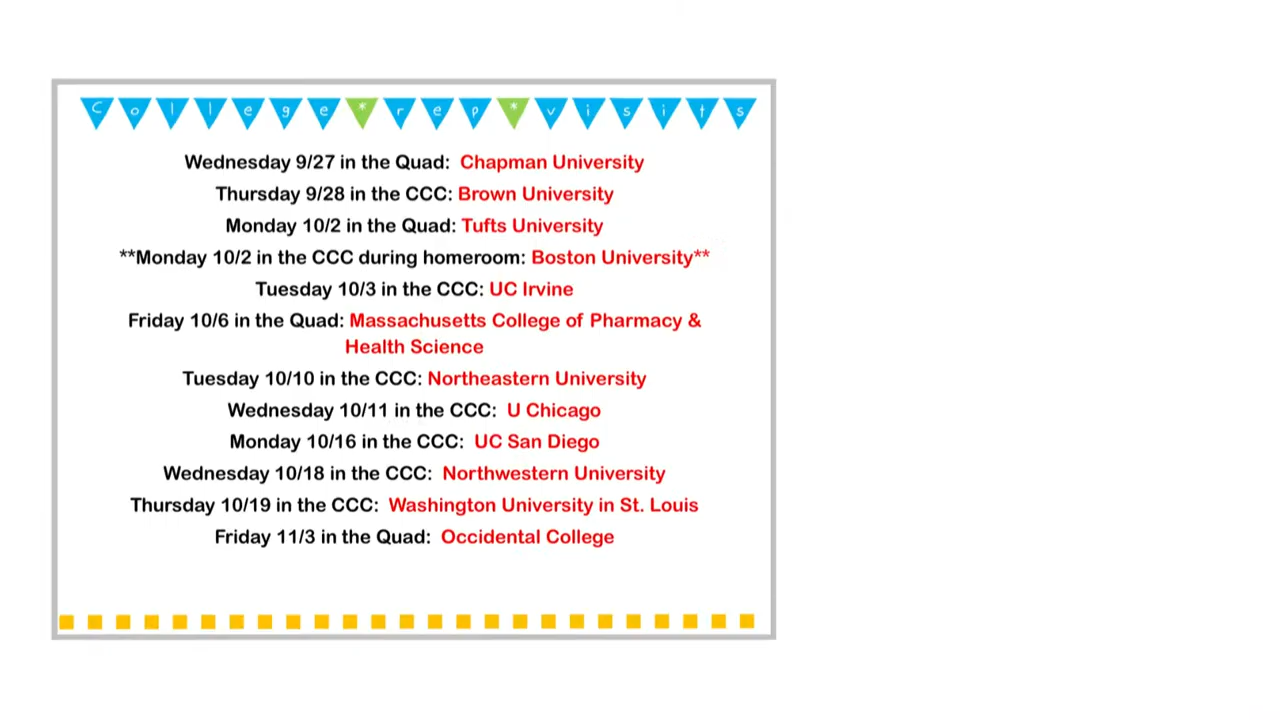 College*rep*visits
Wednesday 9/27 in the Quad: Chapman University
Thursday 9/28 in the CCC: Brown University
Monday 10/2 in the Quad: Tufts University
**Monday 10/2 in the CCC during homeroom: Boston University**
Tuesday 10/3 in the CCC: UC Irvine
Friday 10/6 in the Quad: Massachusetts College of Pharmacy &
Health Science
Tuesday 10/10 in the CCC: Northeastern University
Wednesday 10/11 in the CCC: U Chicago
Monday 10/16 in the CCC: UC San Diego
Wednesday 10/18 in the CCC: Northwestern University
Thursday 10/19 in the CCC: Washington University in St. Louis
Friday 11/3 in the Quad: Occidental College